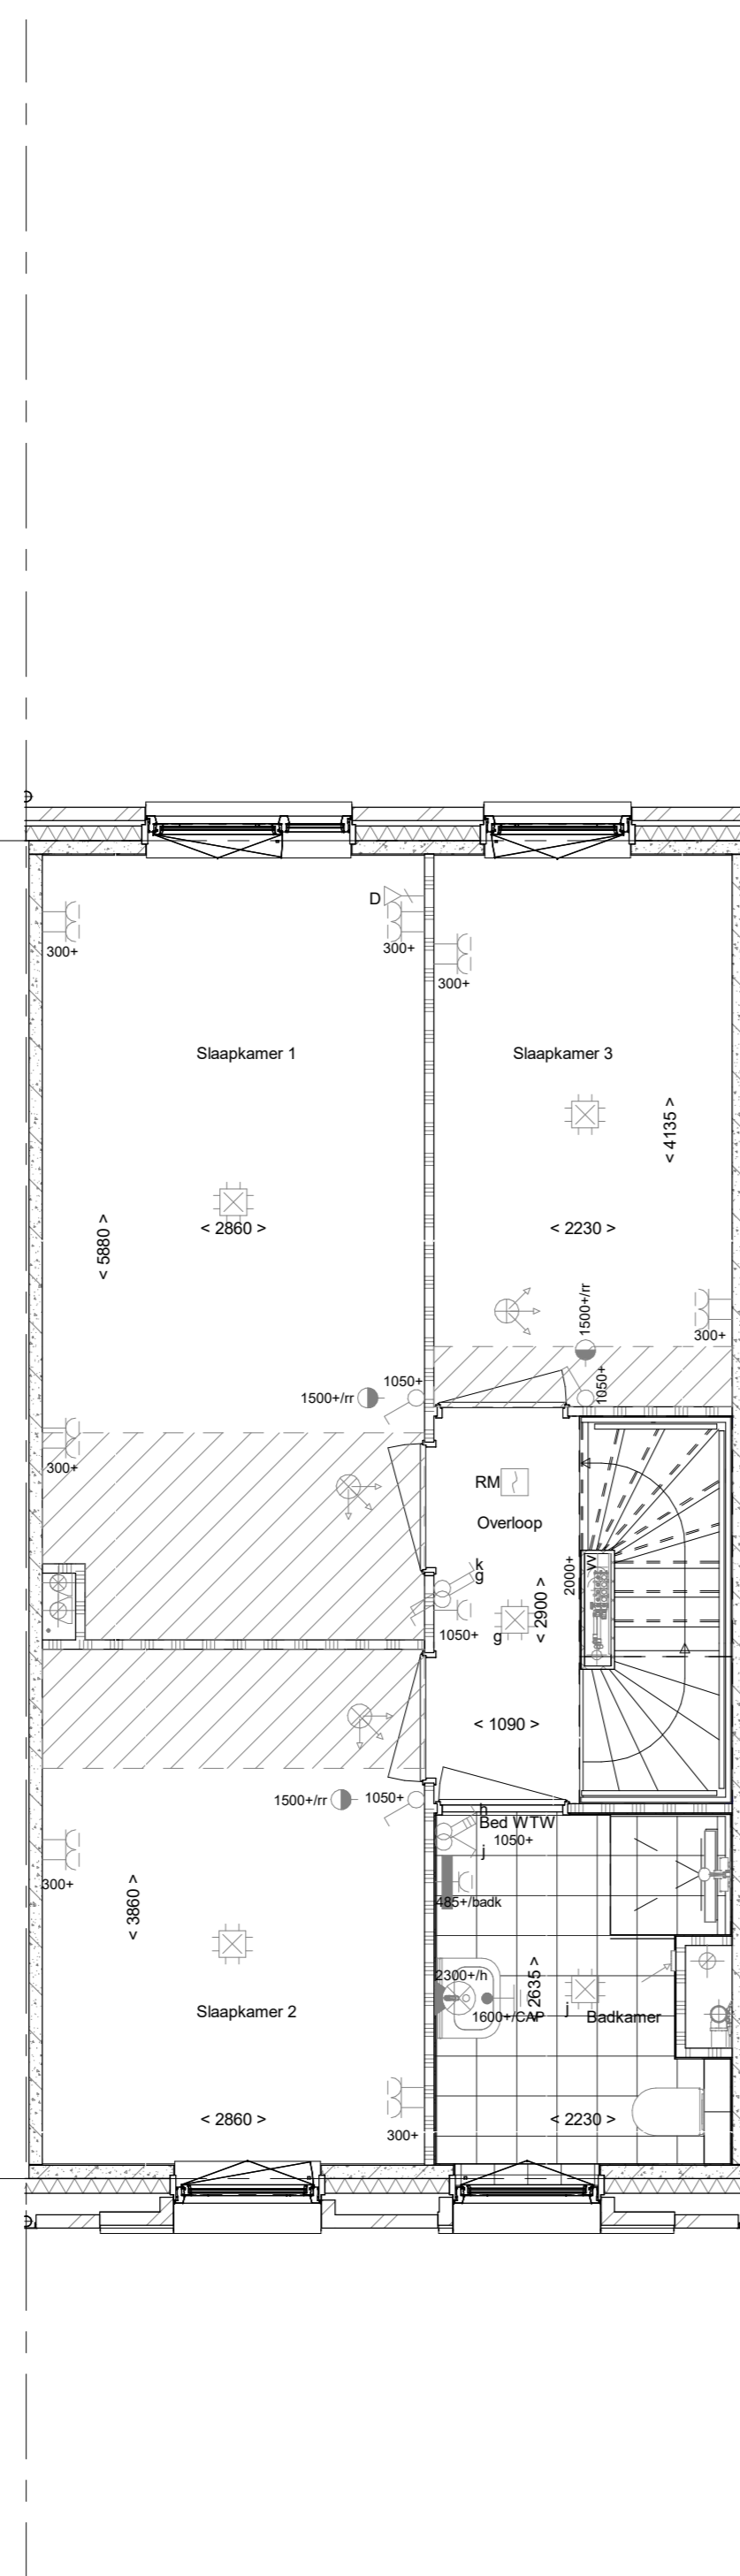 D
300+
300+
300+
Slaapkamer 1
Slaapkamer 3
< 4135 >
< 5880 >
< 2860 >
< 2230 >
1500+/rr
300+
1050+
1500+/rr
1050+
300+
RM
Overloop
k
g
2000+
VV
< 2900 >
1050+
g
< 1090 >
1500+/rr
1050+
h
Bed WTW
1050+
j
300+
485+/badk
< 3860 >
2300+/h
< 2635 >
1600+/CAP
j
Badkamer
Slaapkamer 2
< 2860 >
< 2230 >
300+